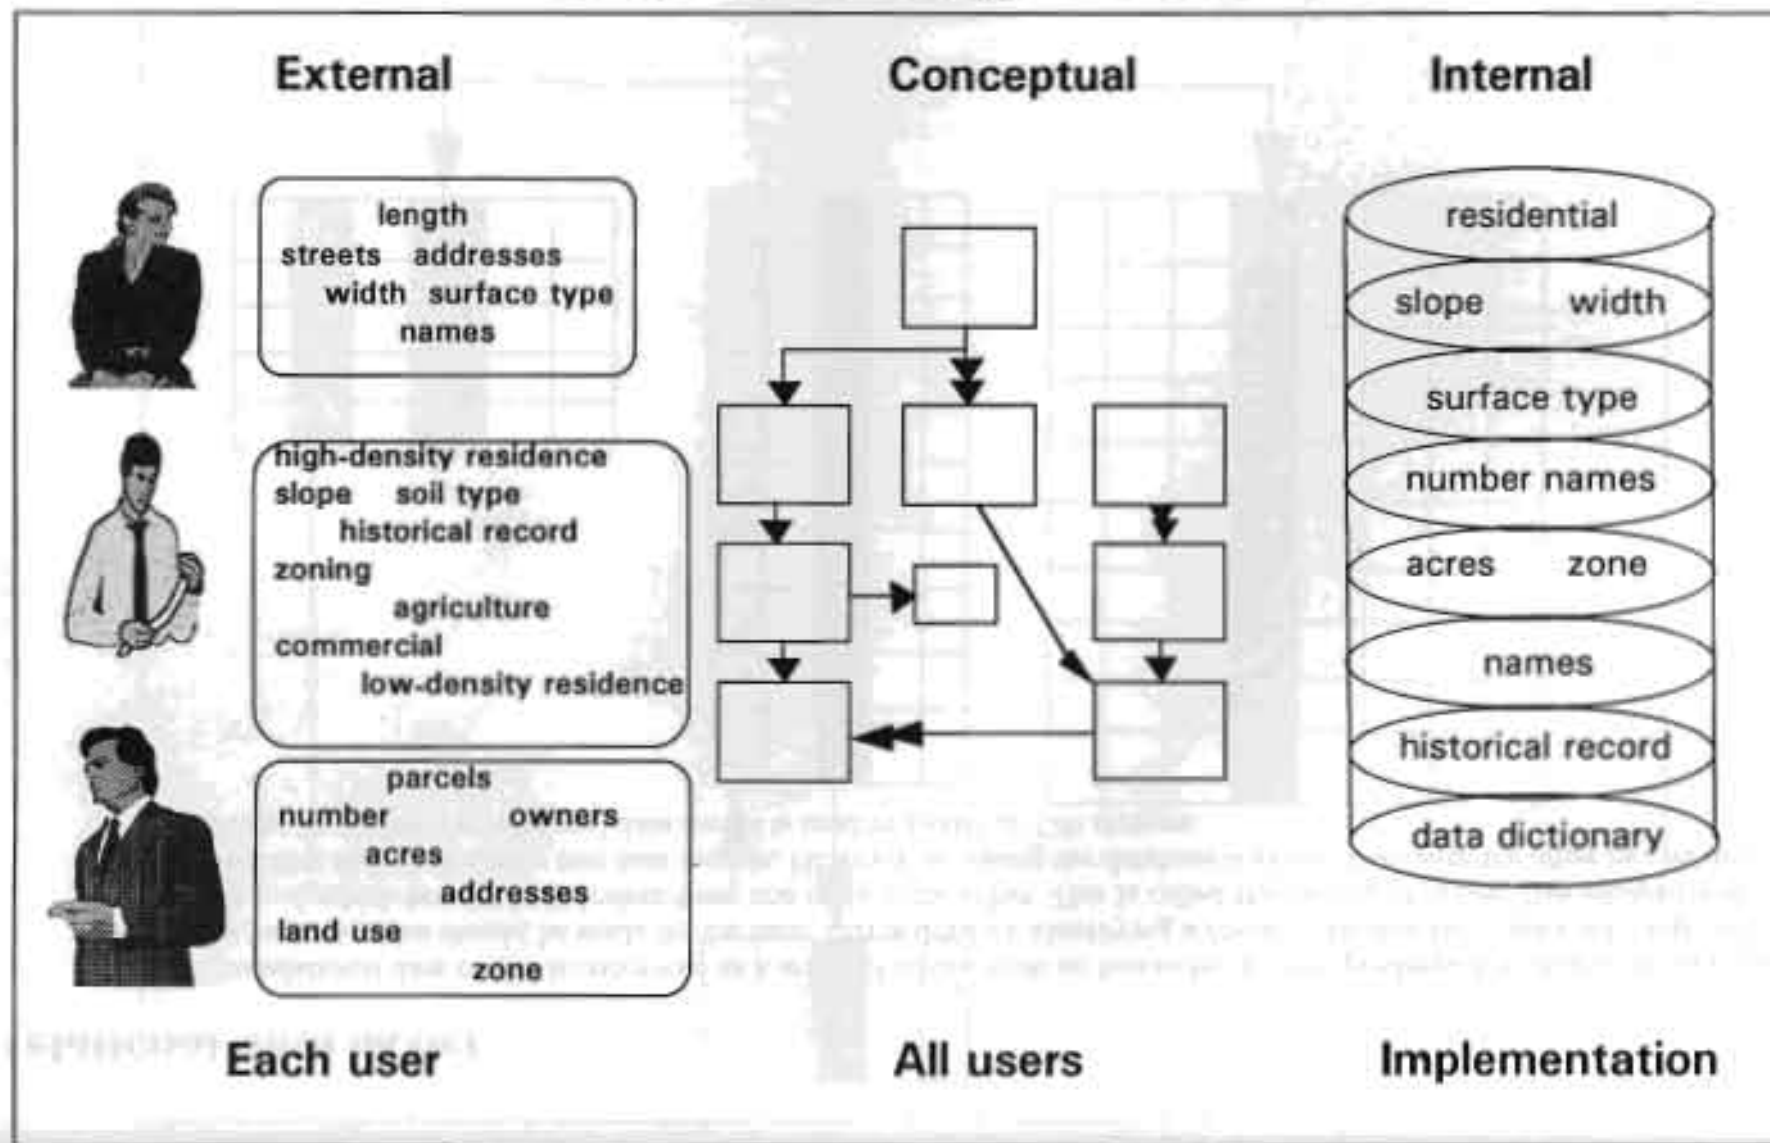 External
Conceptual
Internal
length
streets addresses
width surface type
names
high-density residence
slope soil type
historical record
zoning
agriculture
commercial
low-density residence
parcels
number owners
acres
addresses
land use
zone
residential
slope width
surface type
number names
acres zone
names
historical record
data dictionary
Each user
All users
Implementation